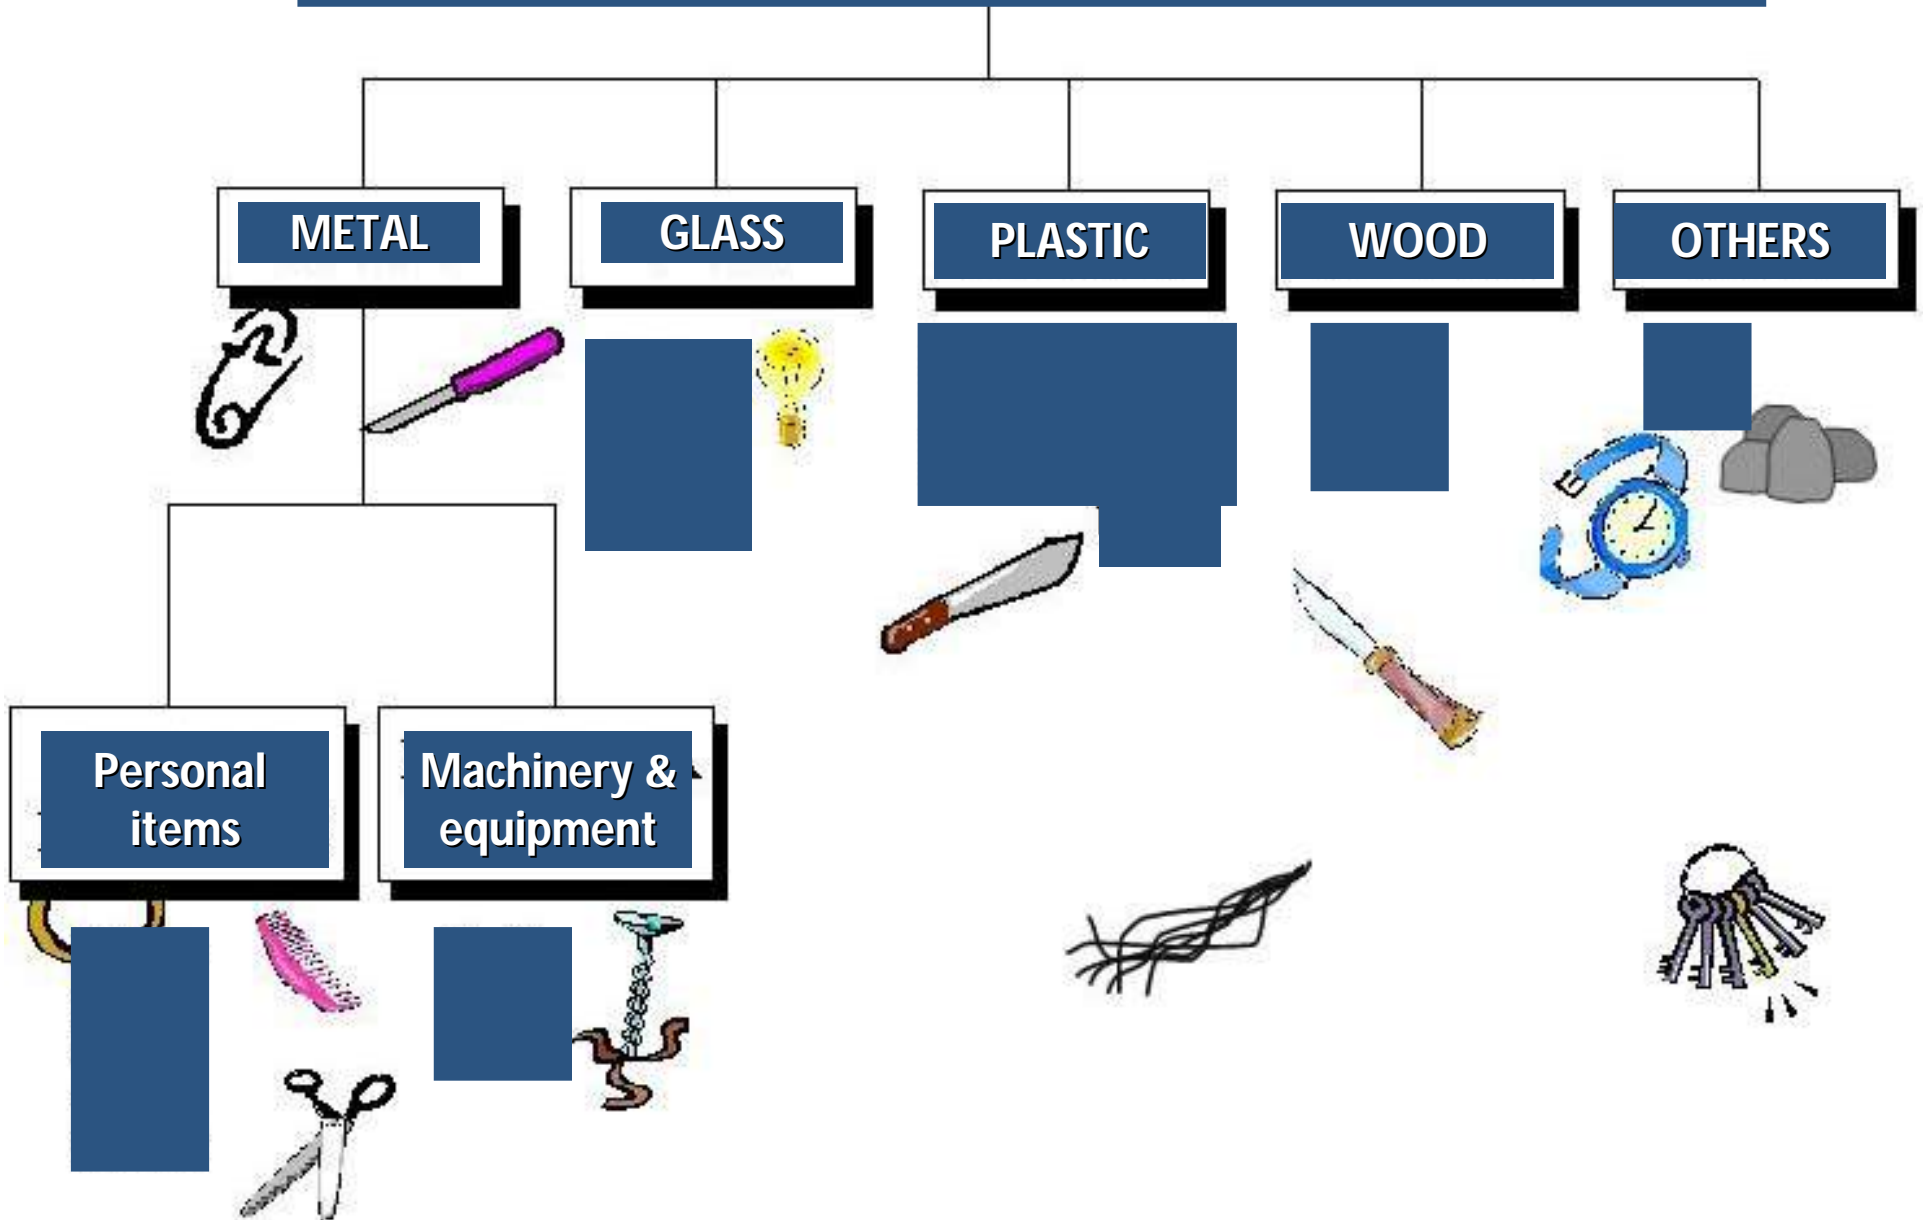 METAL
GLASS
PLASTIC
WOOD
OTHERS
Personal
items
Machinery &
equipment